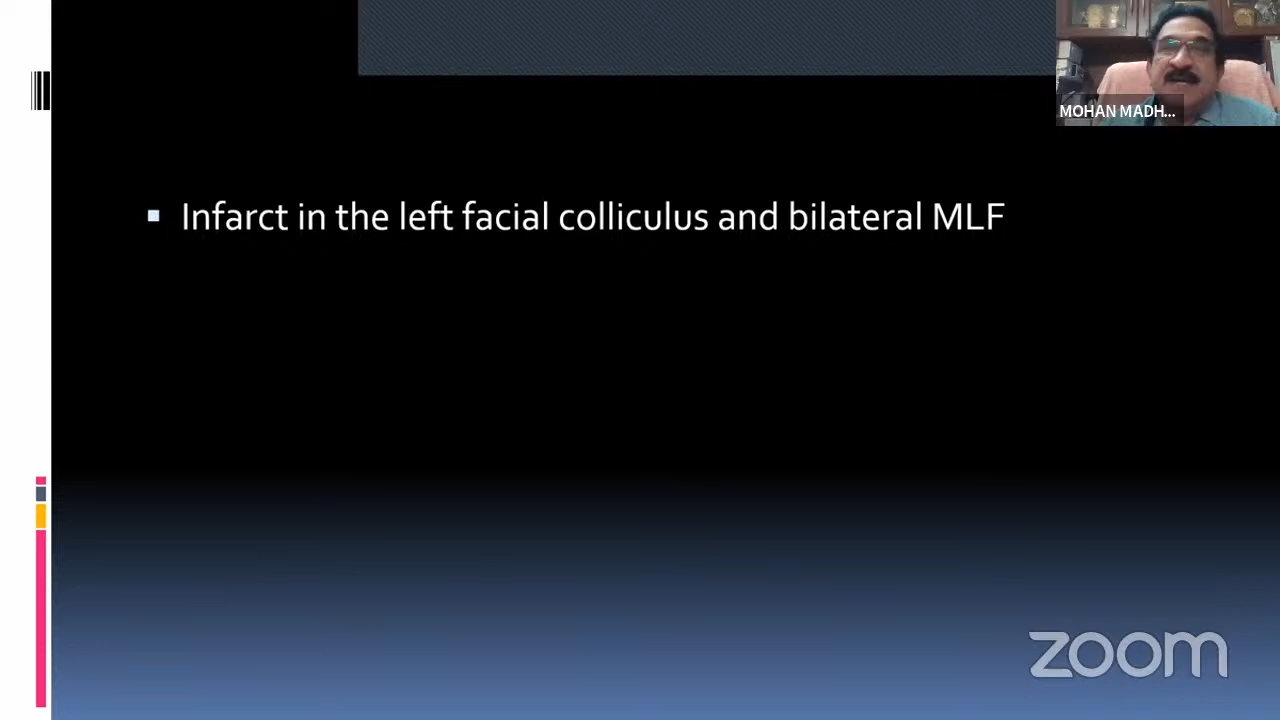 MOHAN MADH...
Infarct in the left facial colliculus and bilateral MLF
zoom